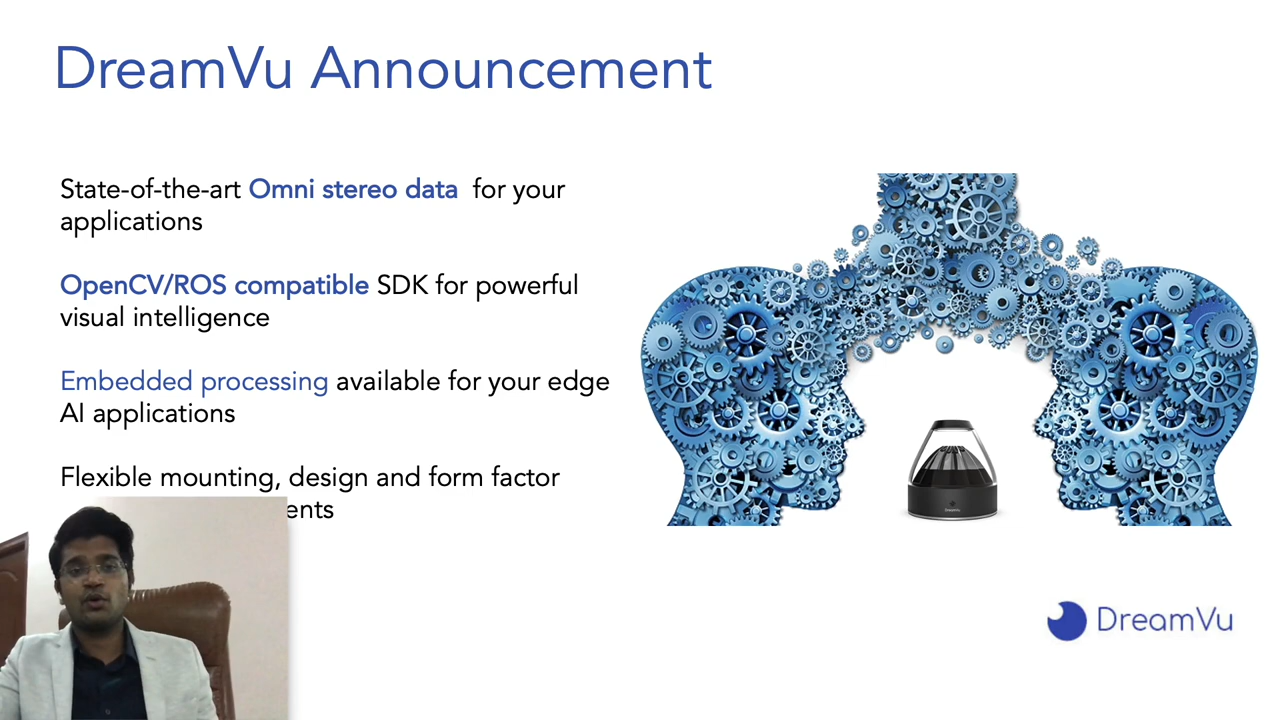 DreamVu Announcement
State-of-the-art Omni stereo data for your
applications
OpenCV/ROS compatible SDK for powerful
visual intelligence
Embedded processing available for your edge
AI applications
Flexible mounting, design and form factor
ents
DreamVu
DreamVu